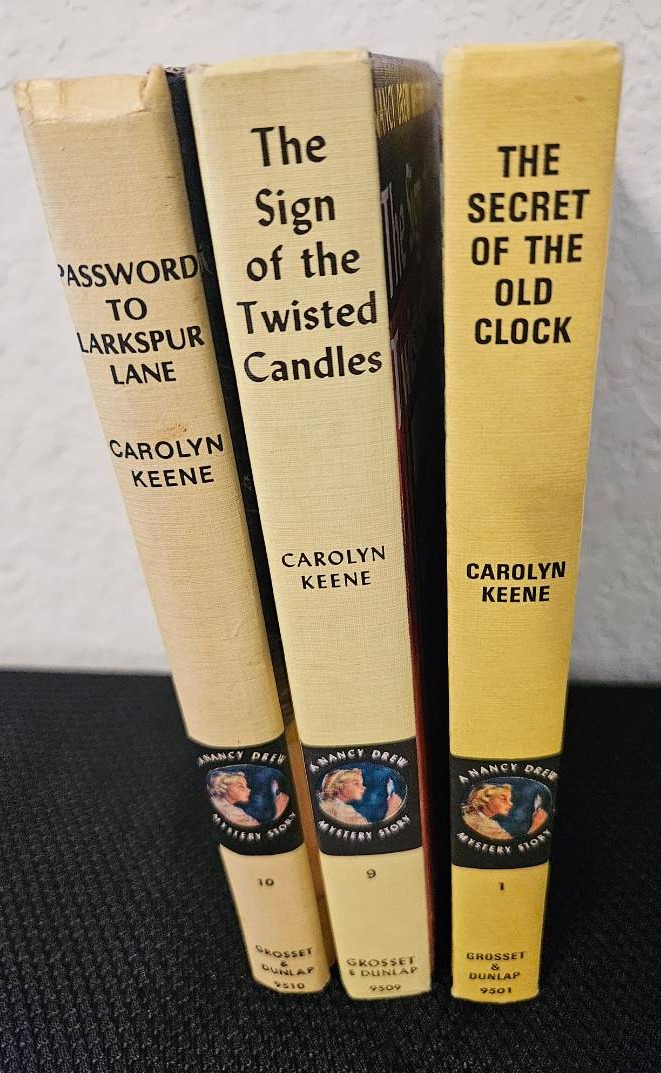 PASSWORD
TO
LARKSPUR
LANE
CAROLYN
KEENE
A NANCY DREW
MYSTERY STORY
10
GROSSET
&
DUNLAP
9510
The
Sign
of the
Twisted
Candles
CAROLYN
KEENE
A NANCY DREW
MYSTERY STORY
9
GROSSET
& DUNLAP
9509
THE
SECRET
OF THE
OLD
CLOCK
CAROLYN
KEENE
A NANCY DREW
MYSTERY STORY
1
GROSSET
&
DUNLAP
9501